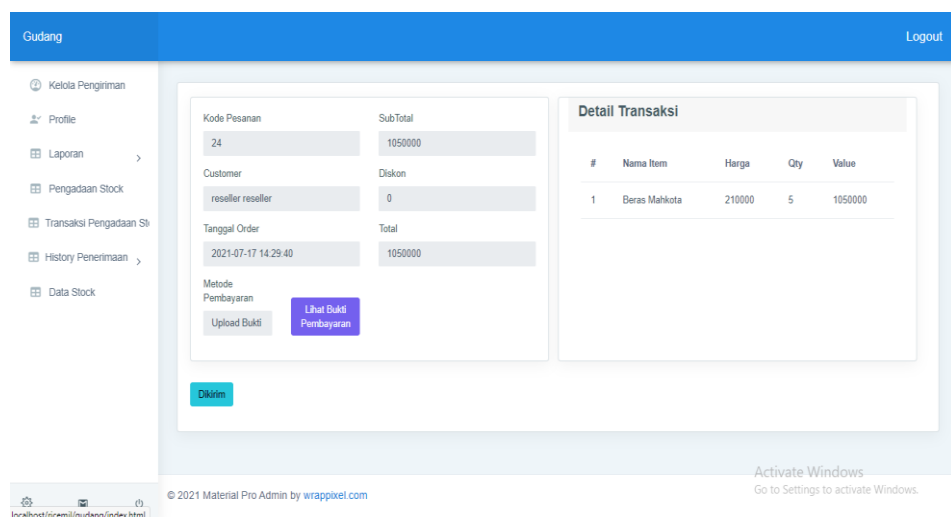 Gudang
Logout
Kelola Pengiriman
Profile
Laporan
Pengadaan Stock
Transaksi Pengadaan Sto
History Penerimaan
Data Stock
Kode Pesanan
24
Customer
reseller reseller
Tanggal Order
2021-07-17 14:29:40
Metode
Pembayaran
Upload Bukti
Lihat Bukti
Pembayaran
SubTotal
1050000
Diskon
0
Total
1050000
Dikirim
Detail Transaksi
# Nama Item Harga Qty Value
1 Beras Mahkota 210000 5 1050000
Activate Windows
Go to Settings to activate Windows.
© 2021 Material Pro Admin by wrappixel.com
localhost/ricemil/gudang/index.html